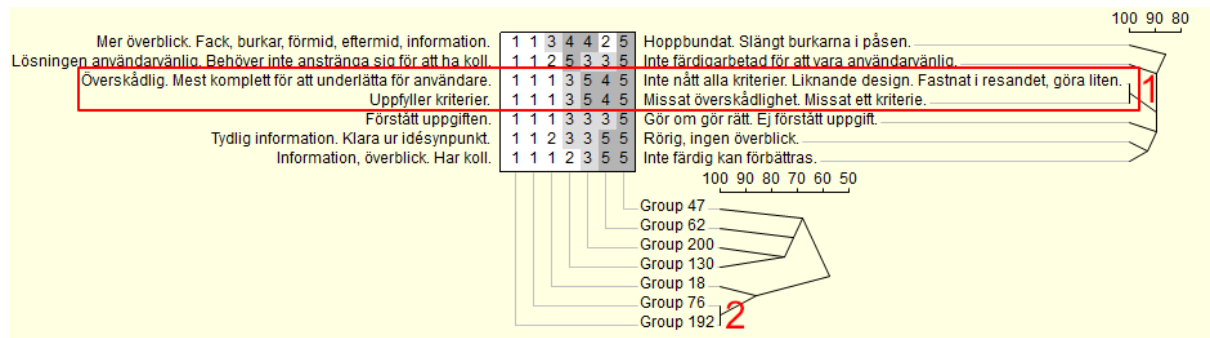 100 90 80
Mer överblick. Fack, burkar, förmid, eftermid, information. 1 1 3 4 4 2 5 Hoppbundat. Slängt burkarna i påsen.
Lösningen användarvänlig. Behöver inte anstränga sig för att ha koll. 1 1 2 5 3 3 5 Inte färdigarbetad för att vara användarvänlig.
Överskådlig. Mest komplett för att underlätta för användare. 1 1 1 3 5 4 5 Inte nått alla kriterier. Liknande design. Fastnat i resandet, göra liten. 1
Uppfyller kriterier. 1 1 1 3 5 4 5 Missat överskådlighet. Missat ett kriterie.
Förstått uppgiften. 1 1 1 3 3 3 5 Gör om gör rätt. Ej förstått uppgift.
Tydlig information. Klara ur idésynpunkt. 1 1 2 3 3 5 5 Rörig, ingen överblick.
Information, överblick. Har koll. 1 1 1 2 3 5 5 Inte färdig kan förbättras.
100 90 80 70 60 50
Group 47
Group 62
Group 200
Group 130
Group 18
Group 76
Group 192 2